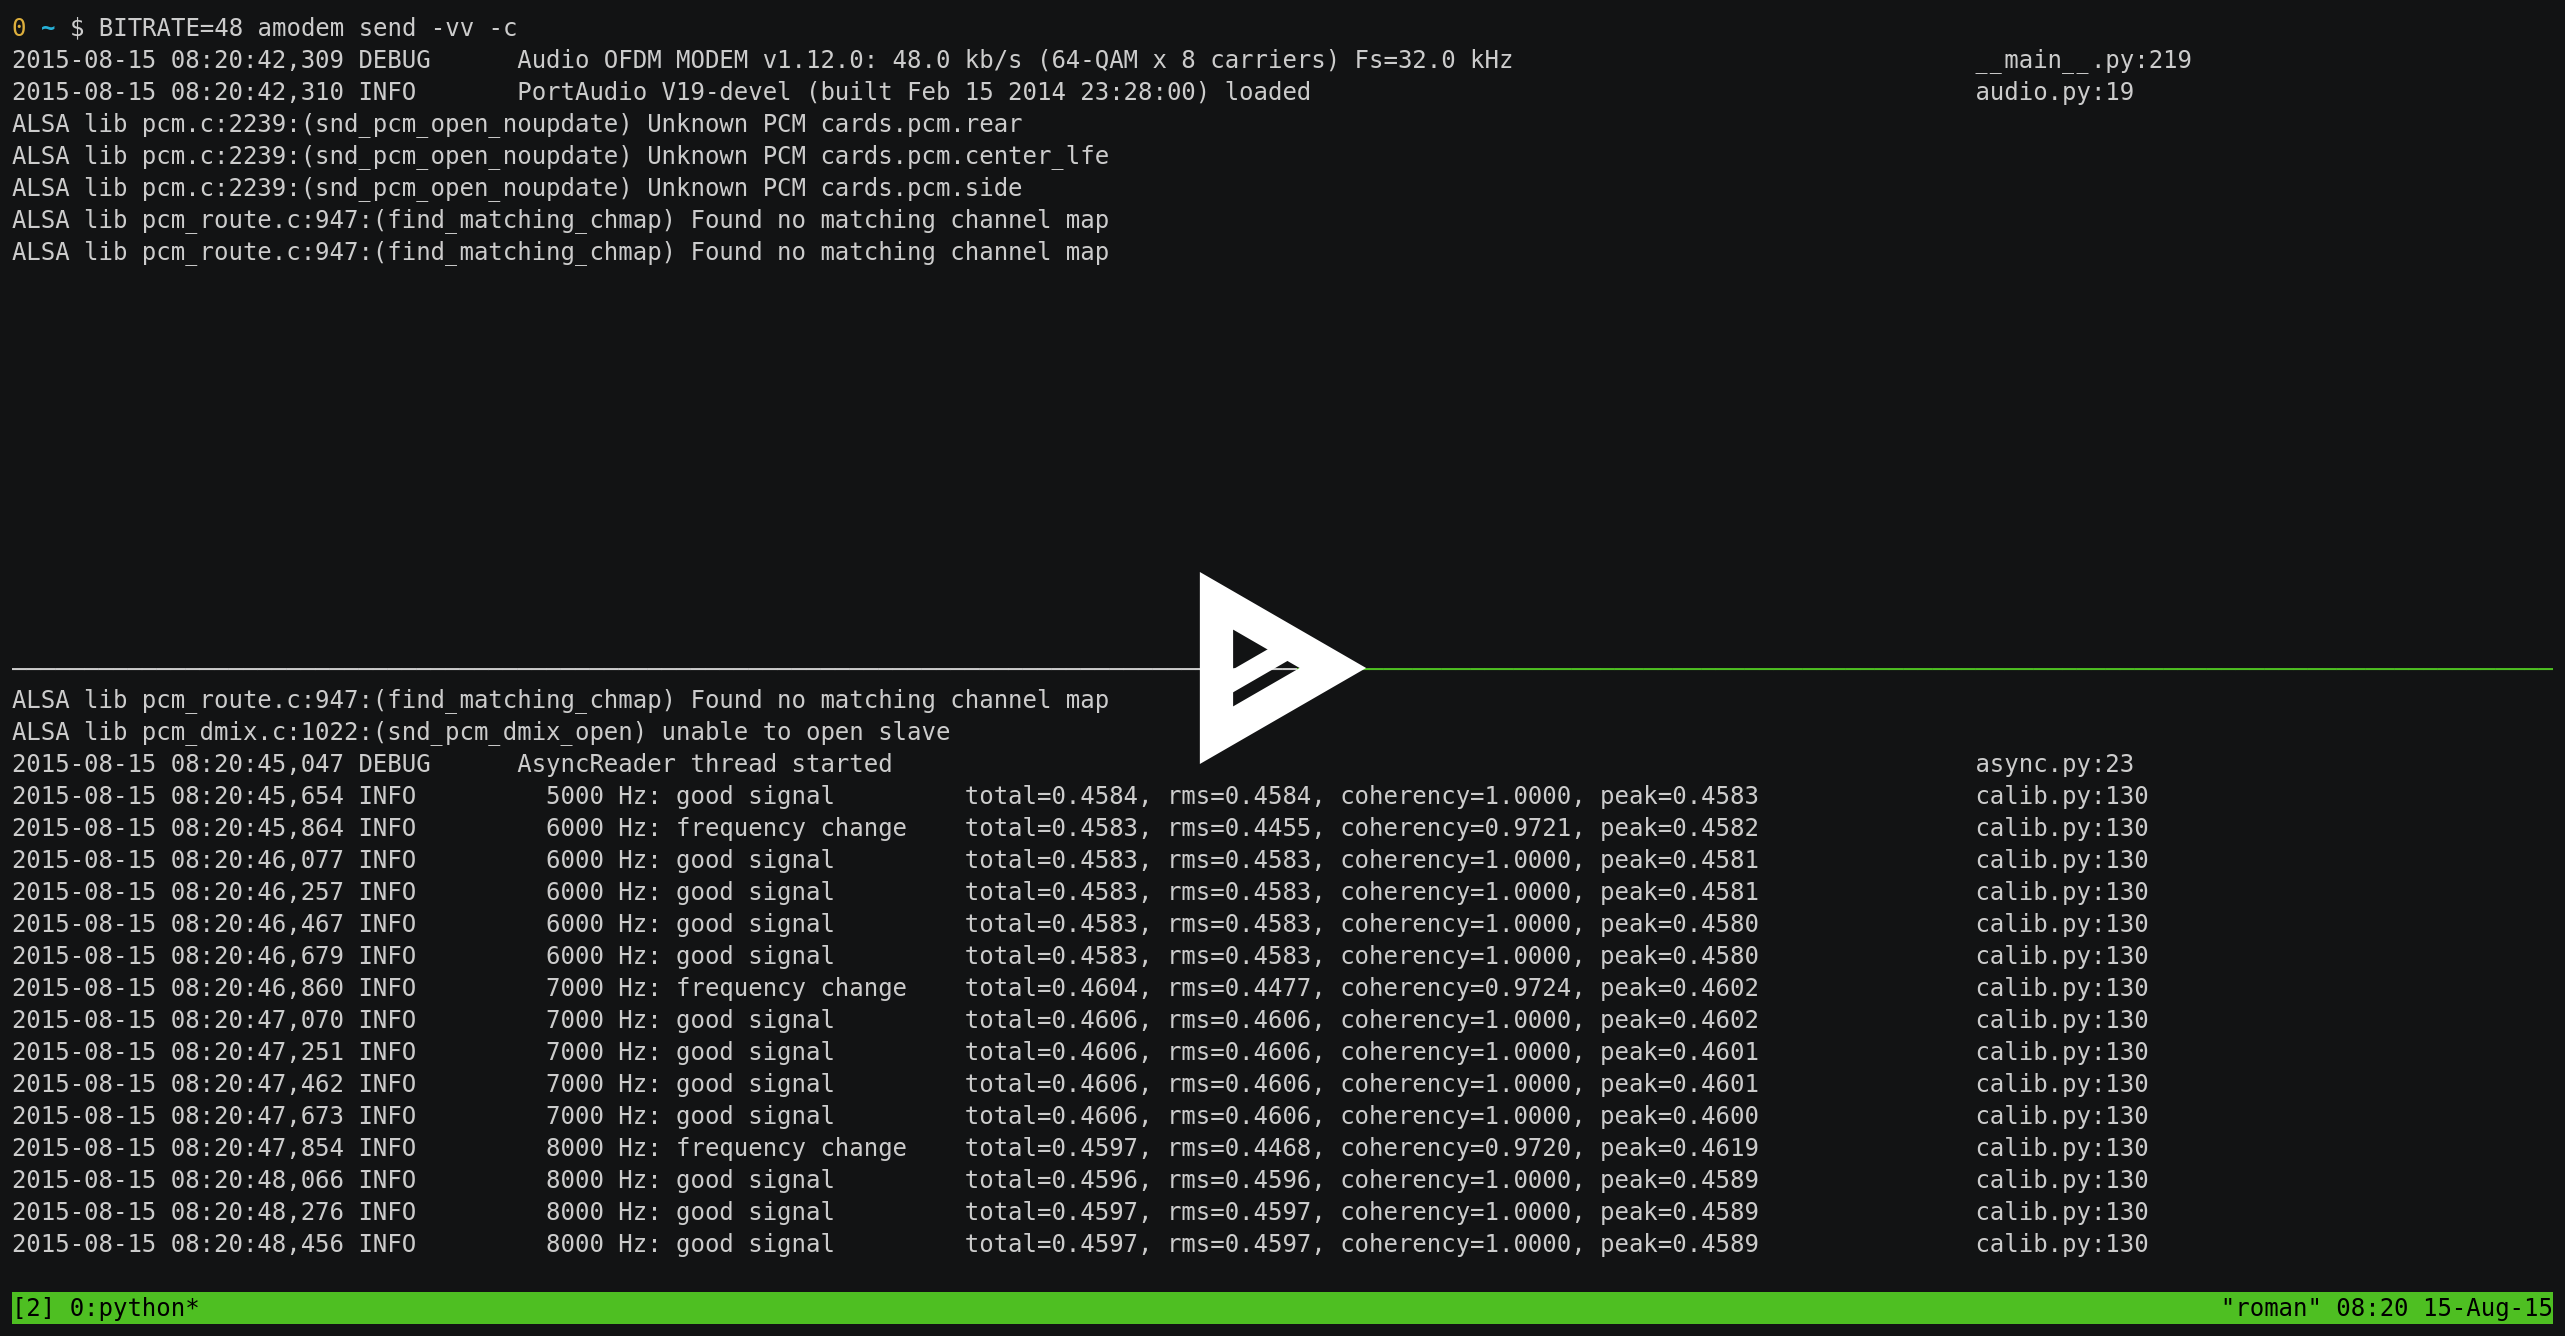 0 ~ $ BITRATE=48 amodem send -vv -c
2015-08-15 08:20:42,309 DEBUG      Audio OFDM MODEM v1.12.0: 48.0 kb/s (64-QAM x 8 carriers) Fs=32.0 kHz                                __main__.py:219
2015-08-15 08:20:42,310 INFO       PortAudio V19-devel (built Feb 15 2014 23:28:00) loaded                                              audio.py:19
ALSA lib pcm.c:2239:(snd_pcm_open_noupdate) Unknown PCM cards.pcm.rear
ALSA lib pcm.c:2239:(snd_pcm_open_noupdate) Unknown PCM cards.pcm.center_lfe
ALSA lib pcm.c:2239:(snd_pcm_open_noupdate) Unknown PCM cards.pcm.side
ALSA lib pcm_route.c:947:(find_matching_chmap) Found no matching channel map
ALSA lib pcm_route.c:947:(find_matching_chmap) Found no matching channel map
ALSA lib pcm_route.c:947:(find_matching_chmap) Found no matching channel map
ALSA lib pcm_dmix.c:1022:(snd_pcm_dmix_open) unable to open slave
2015-08-15 08:20:45,047 DEBUG      AsyncReader thread started                                                                           async.py:23
2015-08-15 08:20:45,654 INFO         5000 Hz: good signal         total=0.4584, rms=0.4584, coherency=1.0000, peak=0.4583               calib.py:130
2015-08-15 08:20:45,864 INFO         6000 Hz: frequency change    total=0.4583, rms=0.4455, coherency=0.9721, peak=0.4582               calib.py:130
2015-08-15 08:20:46,077 INFO         6000 Hz: good signal         total=0.4583, rms=0.4583, coherency=1.0000, peak=0.4581               calib.py:130
2015-08-15 08:20:46,257 INFO         6000 Hz: good signal         total=0.4583, rms=0.4583, coherency=1.0000, peak=0.4581               calib.py:130
2015-08-15 08:20:46,467 INFO         6000 Hz: good signal         total=0.4583, rms=0.4583, coherency=1.0000, peak=0.4580               calib.py:130
2015-08-15 08:20:46,679 INFO         6000 Hz: good signal         total=0.4583, rms=0.4583, coherency=1.0000, peak=0.4580               calib.py:130
2015-08-15 08:20:46,860 INFO         7000 Hz: frequency change    total=0.4604, rms=0.4477, coherency=0.9724, peak=0.4602               calib.py:130
2015-08-15 08:20:47,070 INFO         7000 Hz: good signal         total=0.4606, rms=0.4606, coherency=1.0000, peak=0.4602               calib.py:130
2015-08-15 08:20:47,251 INFO         7000 Hz: good signal         total=0.4606, rms=0.4606, coherency=1.0000, peak=0.4601               calib.py:130
2015-08-15 08:20:47,462 INFO         7000 Hz: good signal         total=0.4606, rms=0.4606, coherency=1.0000, peak=0.4601               calib.py:130
2015-08-15 08:20:47,673 INFO         7000 Hz: good signal         total=0.4606, rms=0.4606, coherency=1.0000, peak=0.4600               calib.py:130
2015-08-15 08:20:47,854 INFO         8000 Hz: frequency change    total=0.4597, rms=0.4468, coherency=0.9720, peak=0.4619               calib.py:130
2015-08-15 08:20:48,066 INFO         8000 Hz: good signal         total=0.4596, rms=0.4596, coherency=1.0000, peak=0.4589               calib.py:130
2015-08-15 08:20:48,276 INFO         8000 Hz: good signal         total=0.4597, rms=0.4597, coherency=1.0000, peak=0.4589               calib.py:130
2015-08-15 08:20:48,456 INFO         8000 Hz: good signal         total=0.4597, rms=0.4597, coherency=1.0000, peak=0.4589               calib.py:130
[2] 0:python*                                                                                              "roman" 08:20 15-Aug-15